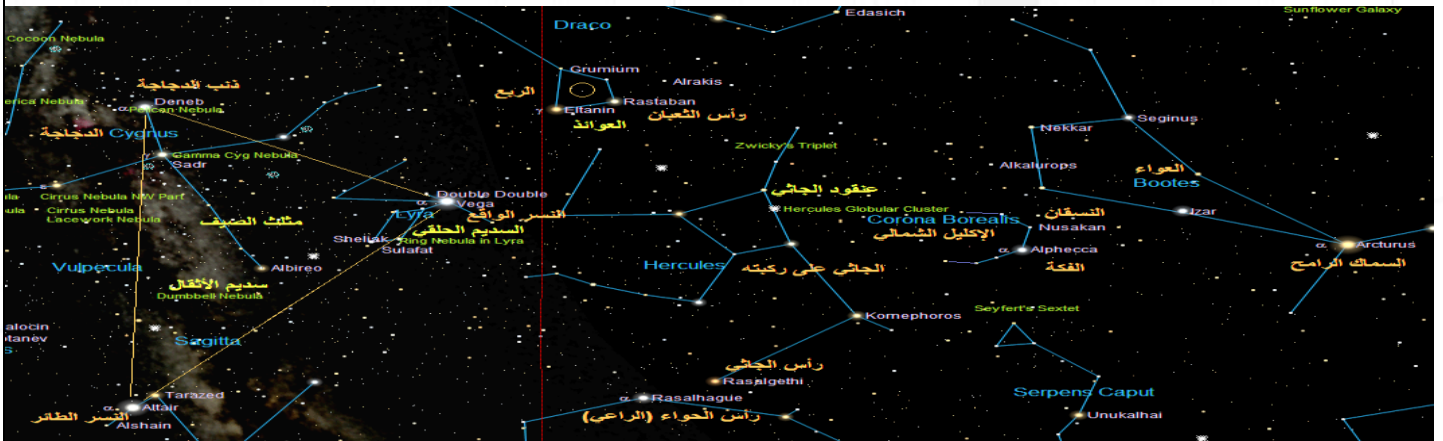 Edasich
Sunflower Galaxy
Draco
Cocoon Nebula
Grumium
Alrakis
ذنب الدجاجة
الربع
Deneb
erica Nebula
α Pelican Nebula
γ Eltanin
Rastaban
رأس الثعبان
العوائذ
Seginus
Nekkar
الدجاجة
Cygnus
Zwicky's Triplet
γ Gamma Cyg Nebula
Sadr
Alkalurops
العواء
Bootes
ε
Cirrus Nebula NW Part
Double Double
α Vega
عنقود الجاثي
Hercules Globular Cluster
Cirrus Nebula
Lacework Nebula
مثلث الصيف
Lyra
النسر الواقع
السديم الحلقي
Corona Borealis
النسقان
Nusakan
Izar
الإكليل الشمالي
Sheliak
Ring Nebula in Lyra
Sulafat
α Alphecca
α Arcturus
السماك الرامح
Vulpecula
Albireo
Hercules
الجاثي على ركبته
الفكة
سديم الأثقال
Dumbbell Nebula
Kornephoros
Seyfert's Sextet
alocin
otanev
Sagitta
رأس الجاثي
Rasalgethi
Serpens Caput
Tarazed
α Altair
النسر الطائر
Alshain
α Rasalhague
رأس الحواء (الراعي)
Unukalhai